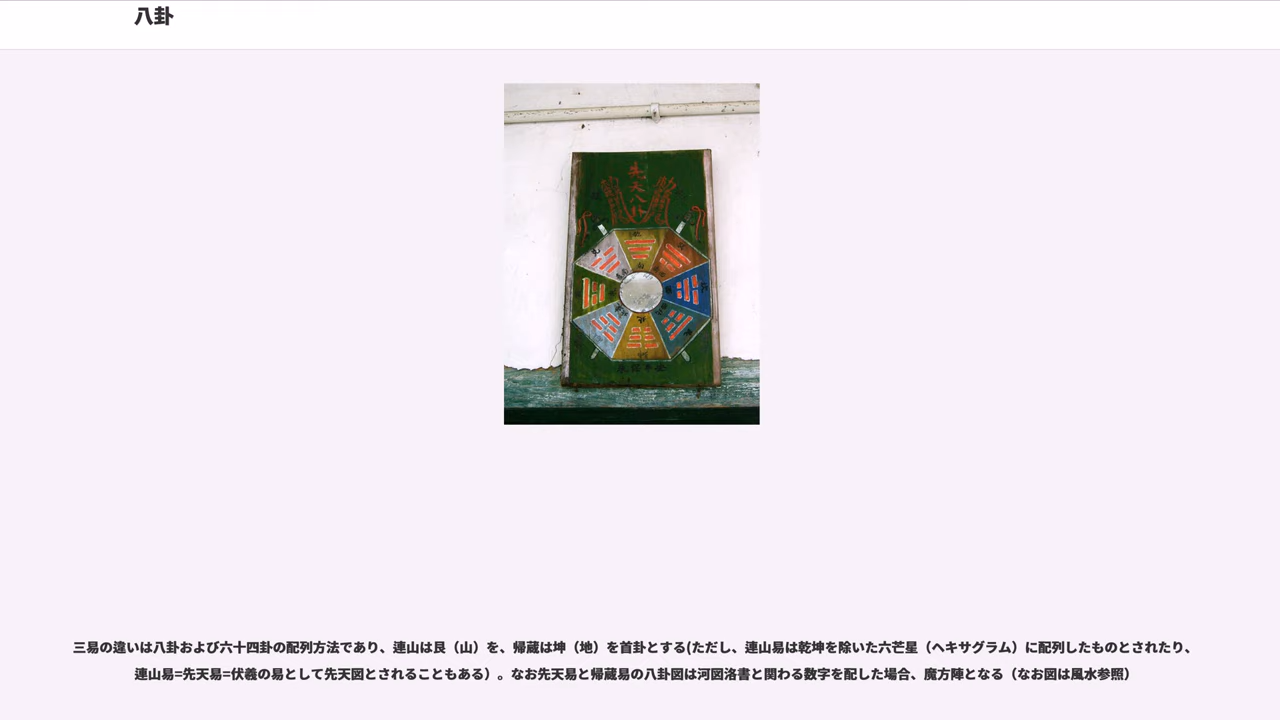 八卦
先天八卦
三易の違いは八卦および六十四卦の配列方法であり、連山は艮（山）を、帰蔵は坤（地）を首卦とする(ただし、連山易は乾坤を除いた六芒星（ヘキサグラム）に配列したものとされたり、
連山易=先天易=伏羲の易として先天図とされることもある）。なお先天易と帰蔵易の八卦図は河図洛書と関わる数字を配した場合、魔方陣となる（なお図は風水参照）